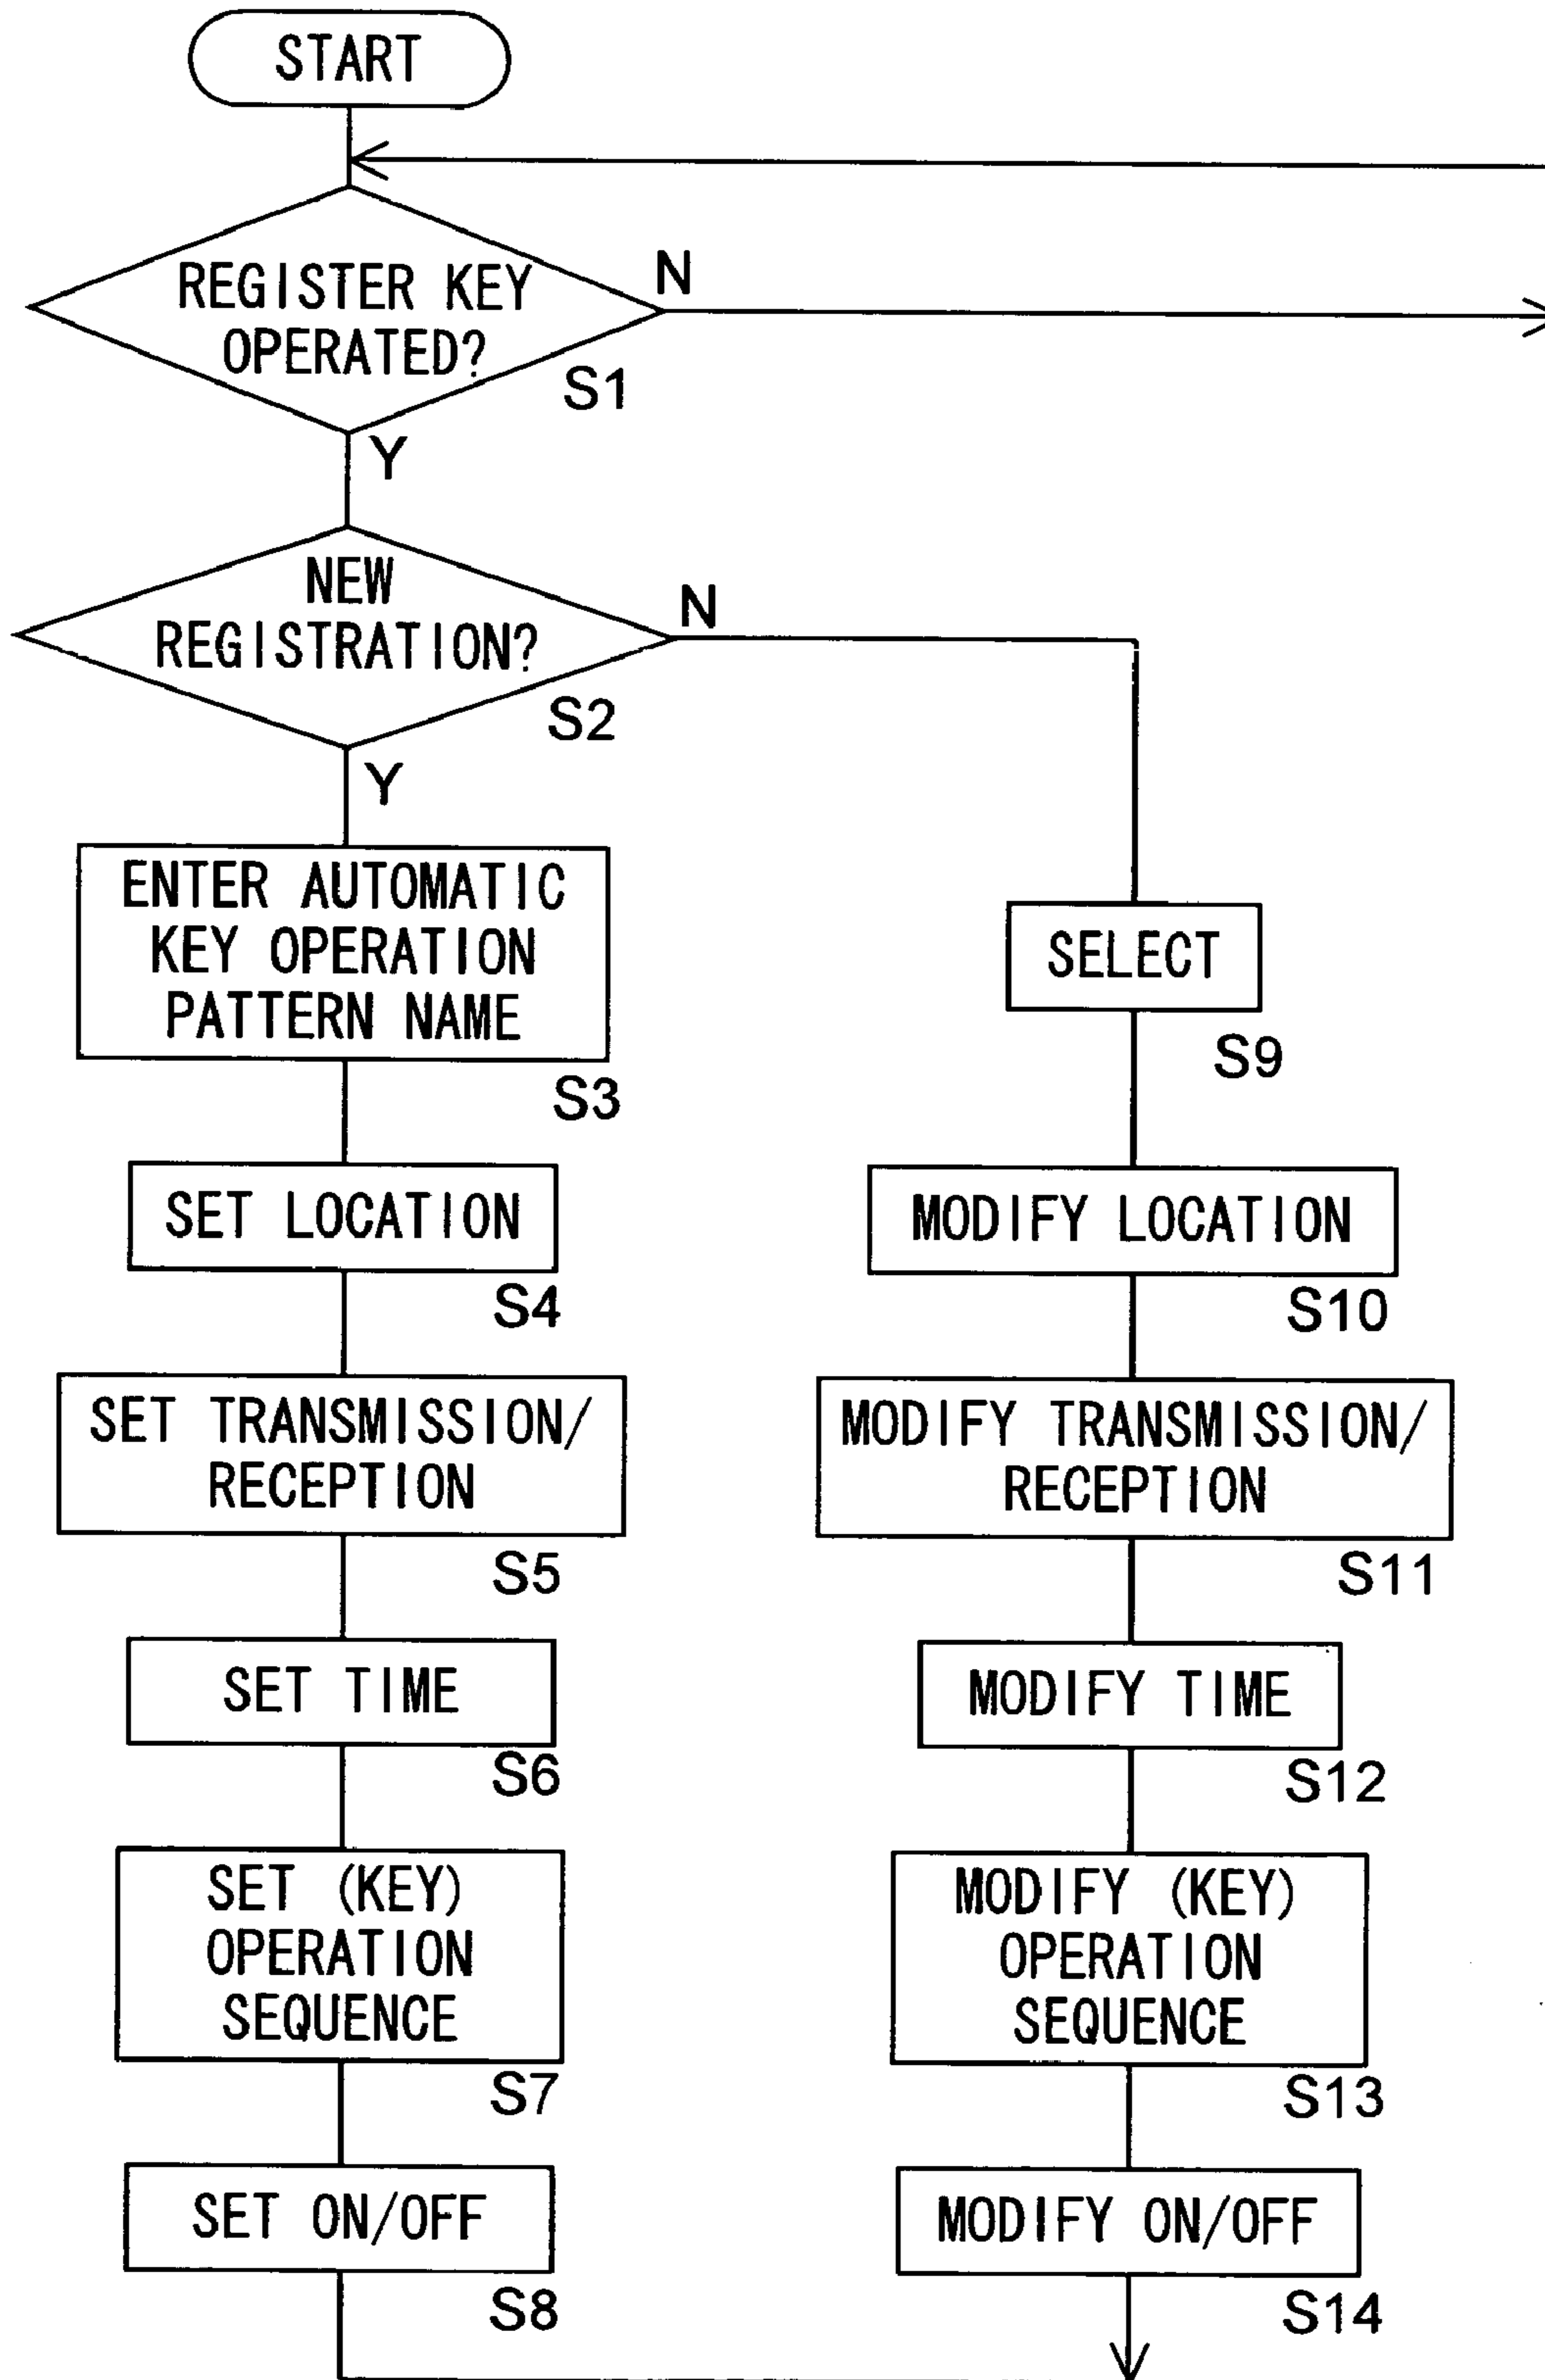 START
REGISTER KEY
OPERATED?
N
S1
Y
NEW
REGISTRATION?
N
S2
Y
ENTER AUTOMATIC
KEY OPERATION
PATTERN NAME
S3
SET LOCATION
S4
SET TRANSMISSION/
RECEPTION
S5
SET TIME
S6
SET (KEY)
OPERATION
SEQUENCE
S7
SET ON/OFF
S8
SELECT
S9
MODIFY LOCATION
S10
MODIFY TRANSMISSION/
RECEPTION
S11
MODIFY TIME
S12
MODIFY (KEY)
OPERATION
SEQUENCE
S13
MODIFY ON/OFF
S14